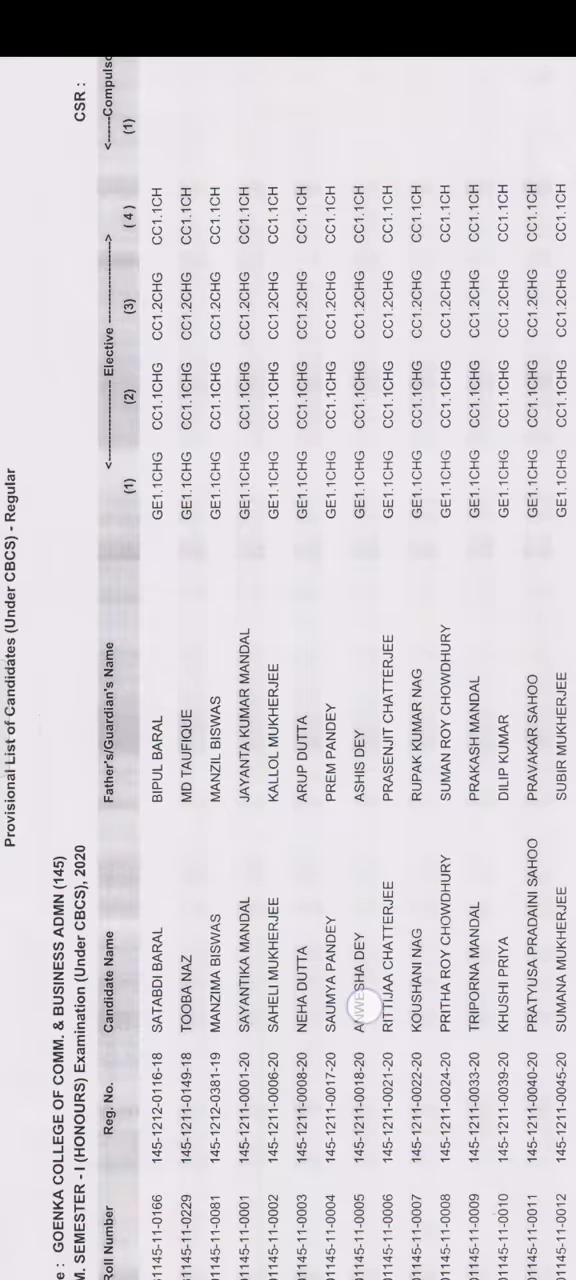 Provisional List of Candidates (Under CBCS) - Regular
e : GOENKA COLLEGE OF COMM. & BUSINESS ADMN (145)
M. SEMESTER - I (HONOURS) Examination (Under CBCS), 2020 CSR :
Roll Number Reg. No. Candidate Name Father's/Guardian's Name <---------------- Elective ----------------> <------Compulso
(1) (2) (3) (4) (1)
1145-11-0166 145-1212-0116-18 SATABDI BARAL BIPUL BARAL GE1.1CHG CC1.1CHG CC1.2CHG CC1.1CH
1145-11-0229 145-1211-0149-18 TOOBA NAZ MD TAUFIQUE GE1.1CHG CC1.1CHG CC1.2CHG CC1.1CH
1145-11-0081 145-1212-0381-19 MANZIMA BISWAS MANZIL BISWAS GE1.1CHG CC1.1CHG CC1.2CHG CC1.1CH
1145-11-0001 145-1211-0001-20 SAYANTIKA MANDAL JAYANTA KUMAR MANDAL GE1.1CHG CC1.1CHG CC1.2CHG CC1.1CH
1145-11-0002 145-1211-0006-20 SAHELI MUKHERJEE KALLOL MUKHERJEE GE1.1CHG CC1.1CHG CC1.2CHG CC1.1CH
1145-11-0003 145-1211-0008-20 NEHA DUTTA ARUP DUTTA GE1.1CHG CC1.1CHG CC1.2CHG CC1.1CH
1145-11-0004 145-1211-0017-20 SAUMYA PANDEY PREM PANDEY GE1.1CHG CC1.1CHG CC1.2CHG CC1.1CH
1145-11-0005 145-1211-0018-20 ANWESHA DEY ASHIS DEY GE1.1CHG CC1.1CHG CC1.2CHG CC1.1CH
1145-11-0006 145-1211-0021-20 RITTIJAA CHATTERJEE PRASENJIT CHATTERJEE GE1.1CHG CC1.1CHG CC1.2CHG CC1.1CH
1145-11-0007 145-1211-0022-20 KOUSHANI NAG RUPAK KUMAR NAG GE1.1CHG CC1.1CHG CC1.2CHG CC1.1CH
1145-11-0008 145-1211-0024-20 PRITHA ROY CHOWDHURY SUMAN ROY CHOWDHURY GE1.1CHG CC1.1CHG CC1.2CHG CC1.1CH
1145-11-0009 145-1211-0033-20 TRIPORNA MANDAL PRAKASH MANDAL GE1.1CHG CC1.1CHG CC1.2CHG CC1.1CH
1145-11-0010 145-1211-0039-20 KHUSHI PRIYA DILIP KUMAR GE1.1CHG CC1.1CHG CC1.2CHG CC1.1CH
01145-11-0011 145-1211-0040-20 PRATYUSA PRADAINI SAHOO PRAVAKAR SAHOO GE1.1CHG CC1.1CHG CC1.2CHG CC1.1CH
01145-11-0012 145-1211-0045-20 SUMANA MUKHERJEE SUBIR MUKHERJEE GE1.1CHG CC1.1CHG CC1.2CHG CC1.1CH